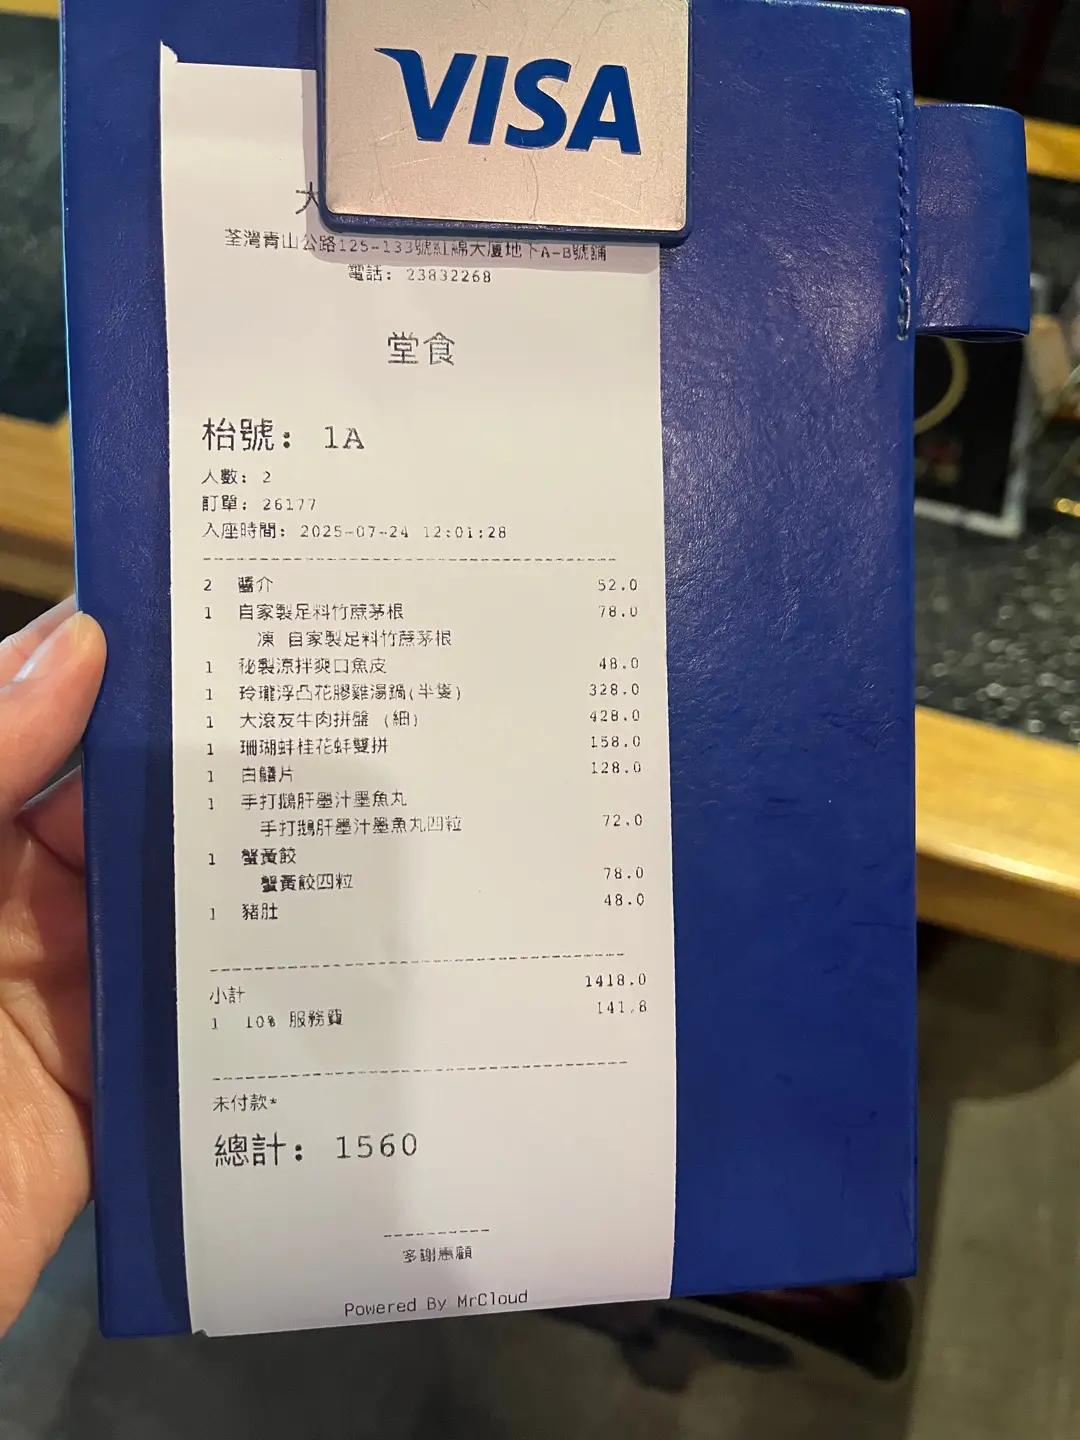 VISA
大
荃灣青山公路125-133號紅綿大廈地下A-B號舖
電話: 23832268
堂食
枱號: 1A
人數: 2
訂單: 26177
入座時間: 2025-07-24 12:01:28
2 醬介 52.0
1 自家製足料竹蔗茅根 78.0
凍 自家製足料竹蔗茅根
1 秘製涼拌爽口魚皮 48.0
1 玲瓏浮凸花膠雞湯鍋(半隻) 328.0
1 大滾友牛肉拼盤 (細) 428.0
1 珊瑚蚌桂花蚌雙拼 158.0
1 白鱔片 128.0
1 手打鵝肝墨汁墨魚丸
手打鵝肝墨汁墨魚丸四粒 72.0
1 蟹黃餃
蟹黃餃四粒 78.0
1 豬肚 48.0
小計 1418.0
1 10% 服務費 141.8
未付款*
總計: 1560
多謝惠顧
Powered By MrCloud